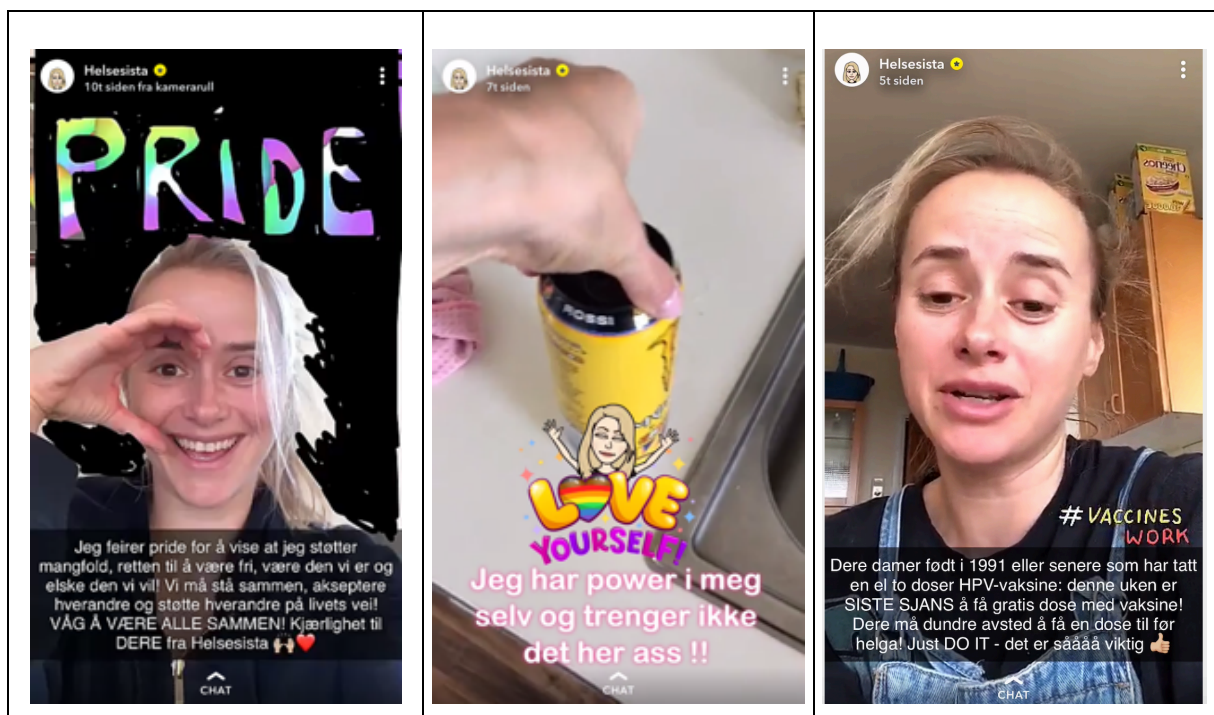 Helsesista
10t siden fra kamerarull
PRIDE
Jeg feirer pride for å vise at jeg støtter
mangfold, retten til å være fri, være den vi er og
elske den vi vil! Vi må stå sammen, akseptere
hverandre og støtte hverandre på livets vei!
VÅG Å VÆRE ALLE SAMMEN! Kjærlighet til
DERE fra Helsesista 🙌🏻❤️
CHAT
Helsesista
7t siden
ROSSI
LOVE
YOURSELF!
Jeg har power i meg
selv og trenger ikke
det her ass !!
CHAT
Helsesista
5t siden
Cheerios
#VACCINES
WORK
Dere damer født i 1991 eller senere som har tatt
en el to doser HPV-vaksine: denne uken er
SISTE SJANS å få gratis dose med vaksine!
Dere må dundre avsted å få en dose til før
helga! Just DO IT - det er såååå viktig 👍🏼
CHAT